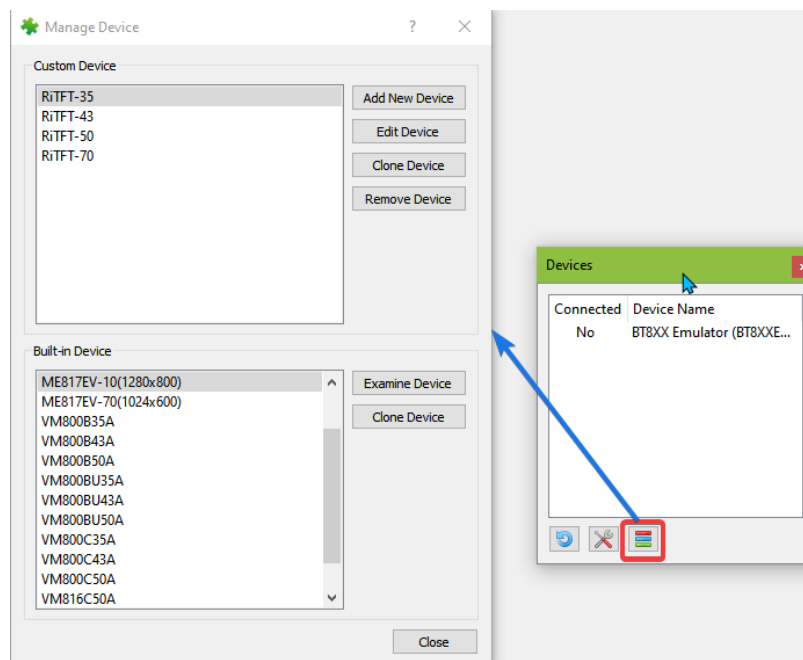 Manage Device
?
Custom Device
RiTFT-35
RiTFT-43
RiTFT-50
RiTFT-70
Add New Device
Edit Device
Clone Device
Remove Device
Built-in Device
ME817EV-10(1280x800)
ME817EV-70(1024x600)
VM800B35A
VM800B43A
VM800B50A
VM800BU35A
VM800BU43A
VM800BU50A
VM800C35A
VM800C43A
VM800C50A
VM816C50A
Examine Device
Clone Device
Close
Devices
Connected Device Name
No BT8XX Emulator (BT8XXE...